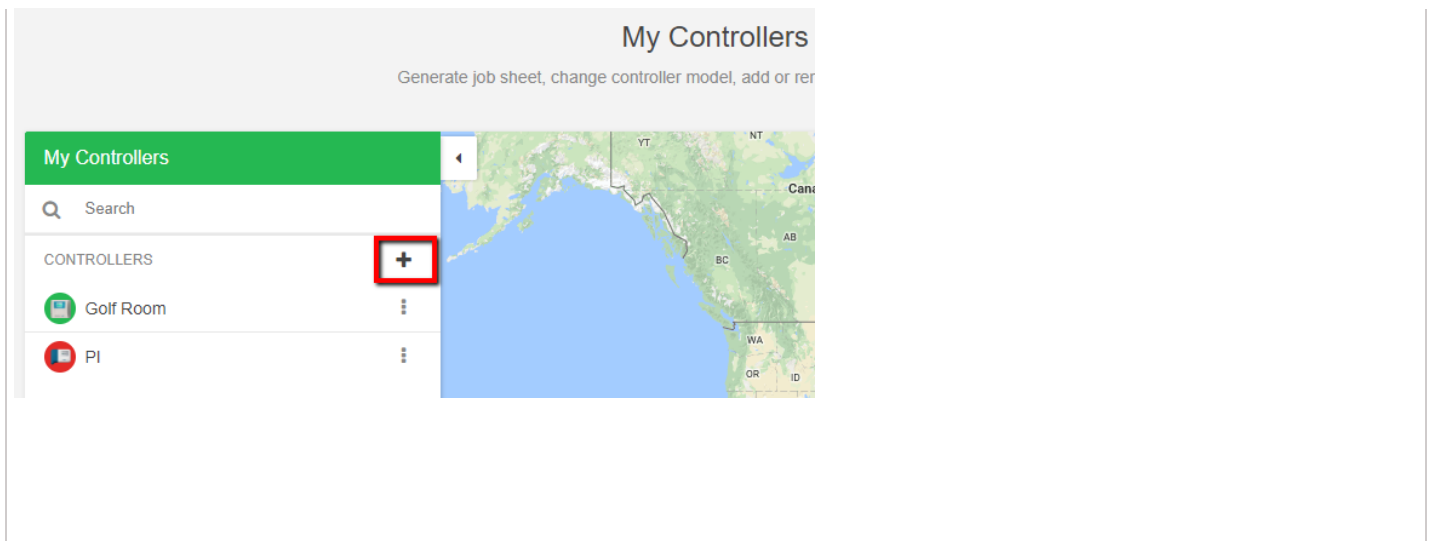 My Controllers
Generate job sheet, change controller model, add or rer
My Controllers
Search
CONTROLLERS
Golf Room
PI
YT
NT
Cana
AB
BC
WA
OR
ID